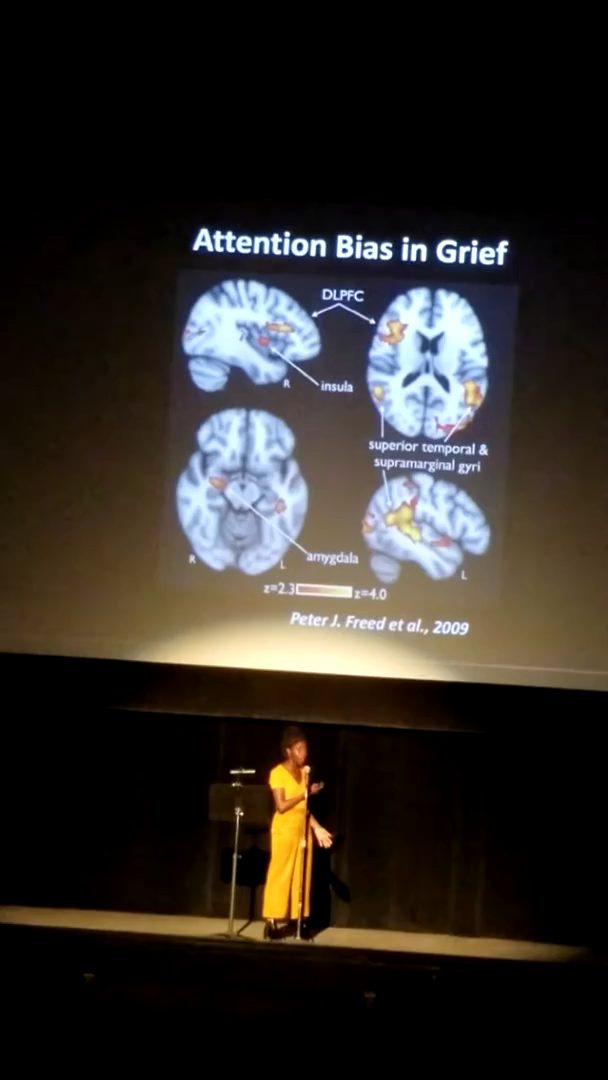 Attention Bias in Grief
DLPFC
R
insula
superior temporal &
supramarginal gyri
amygdala
R
L
L
z=2.3
z=4.0
Peter J. Freed et al., 2009